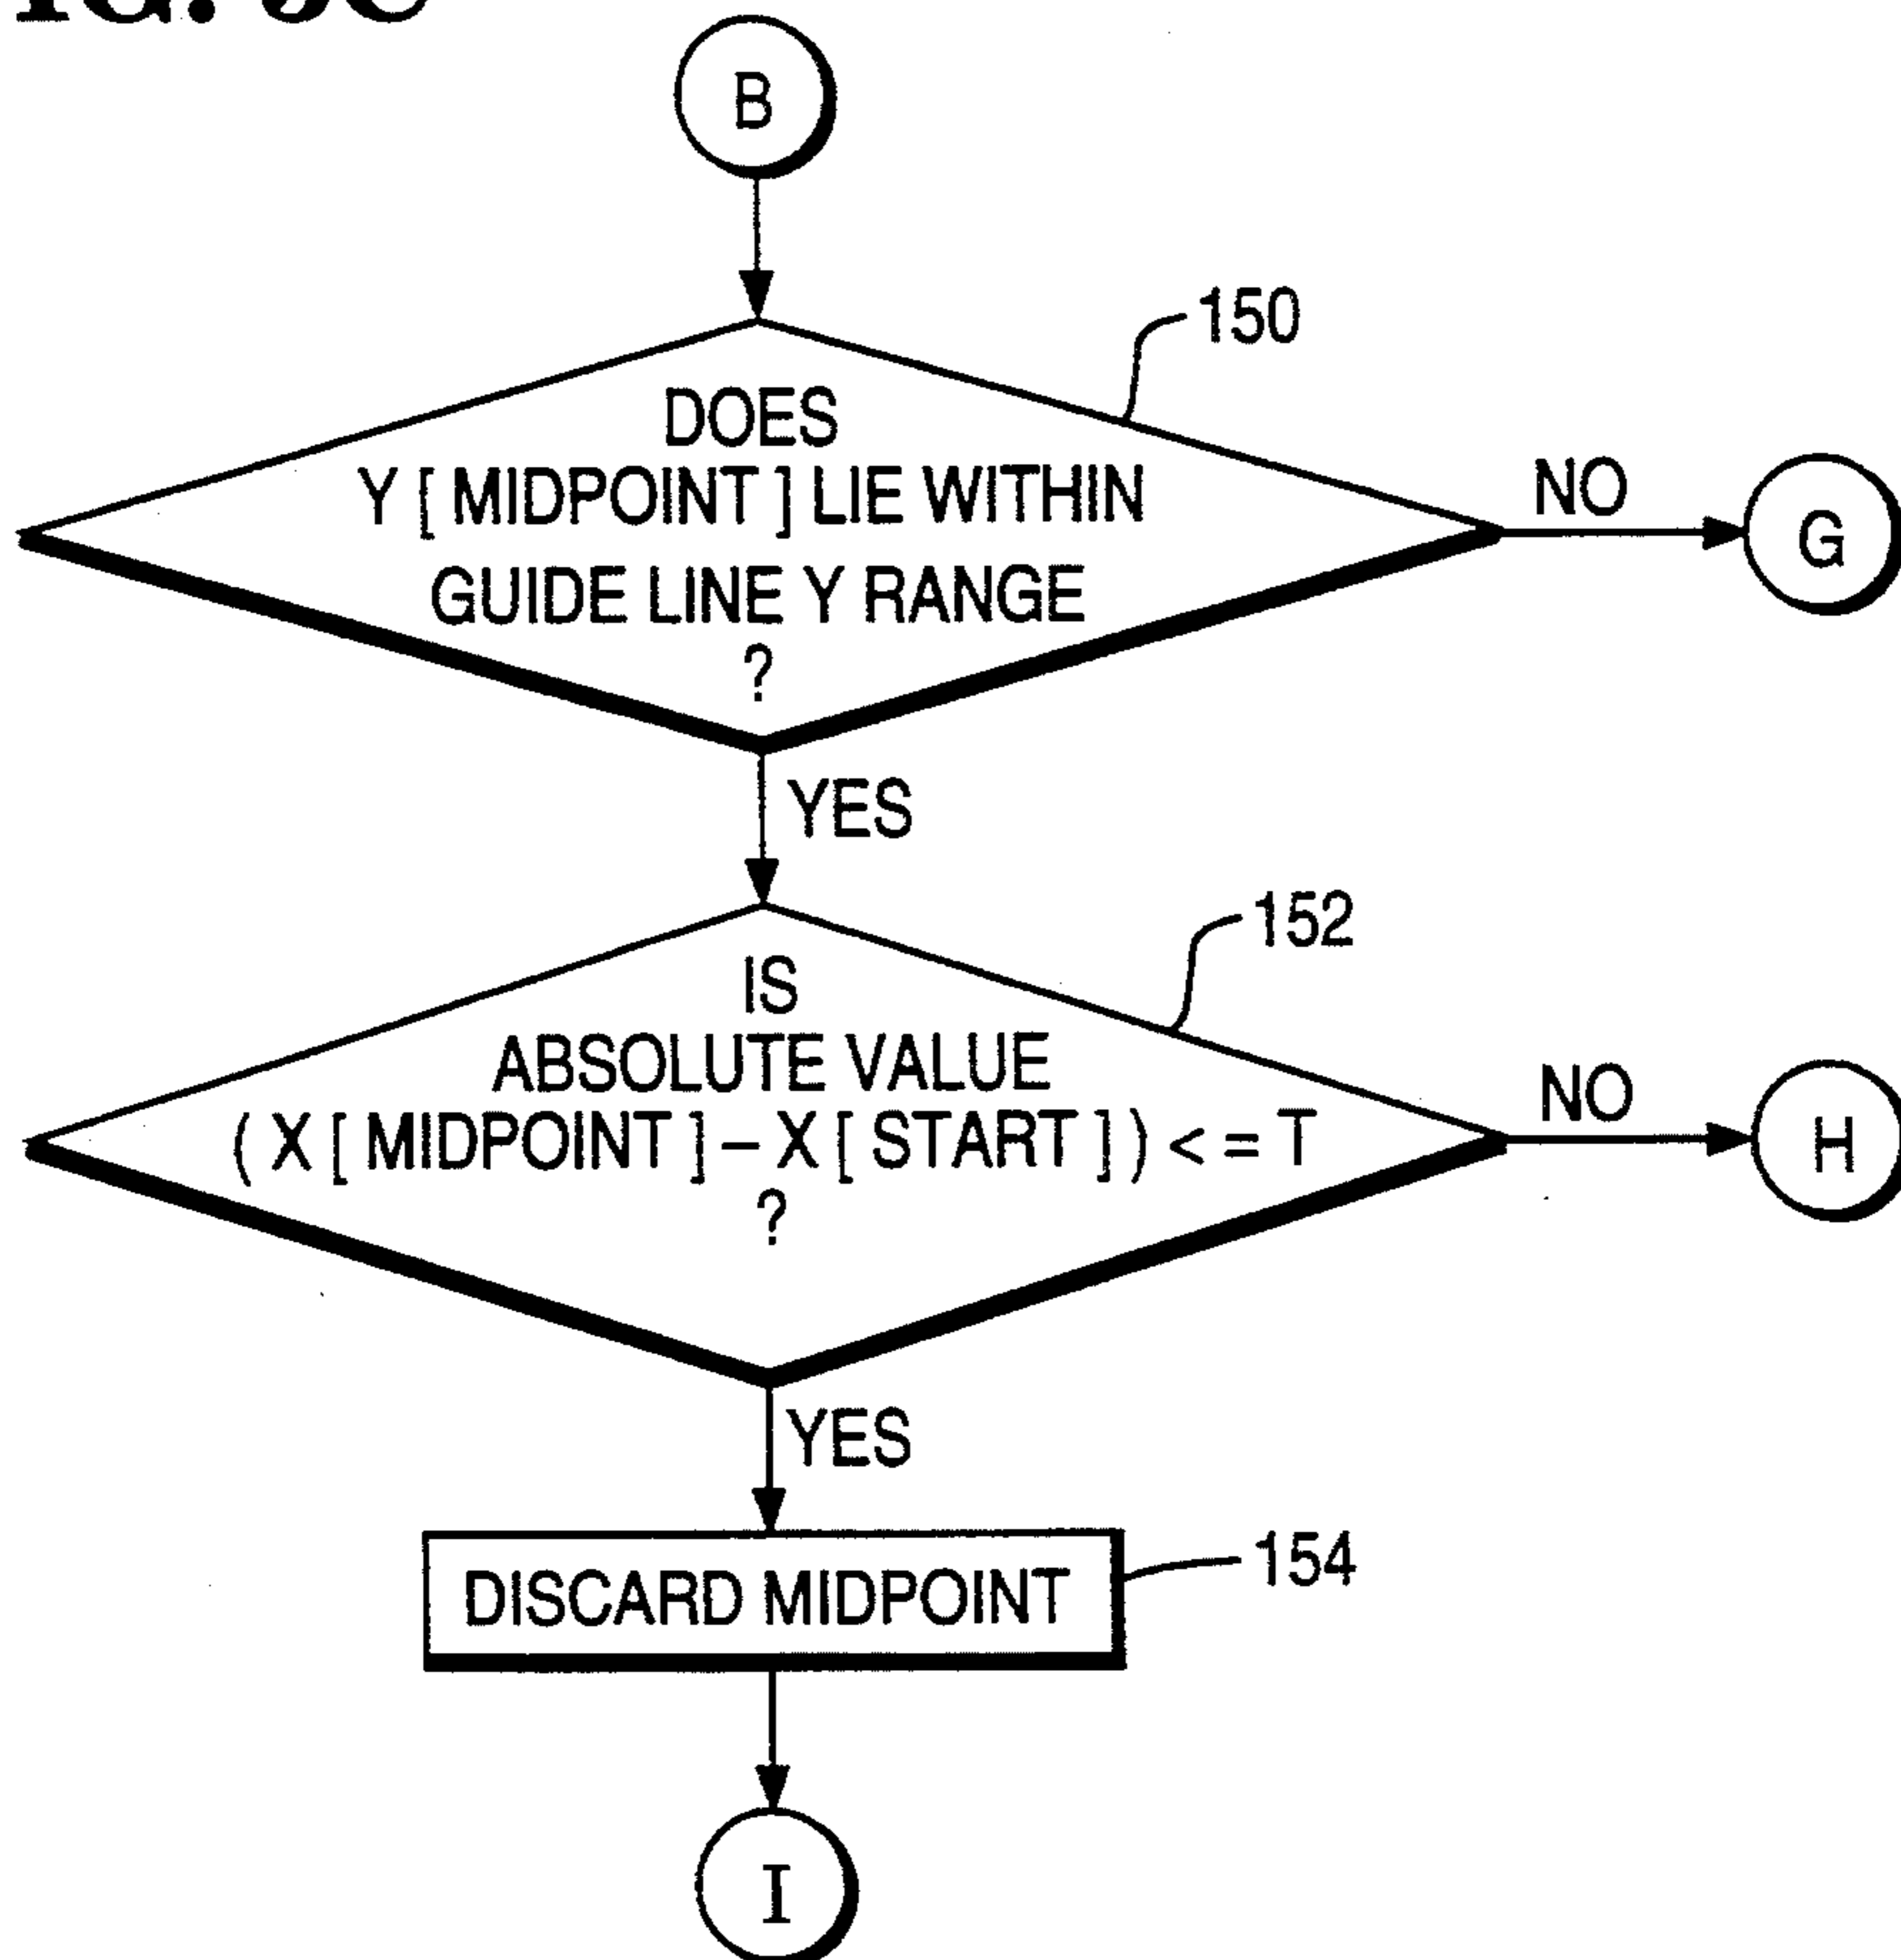 B
150
DOES
Y [ MIDPOINT ] LIE WITHIN
GUIDE LINE Y RANGE
?
NO
G
YES
152
IS
ABSOLUTE VALUE
( X [ MIDPOINT ] – X [ START ] ) < = T
?
NO
H
YES
DISCARD MIDPOINT
154
I